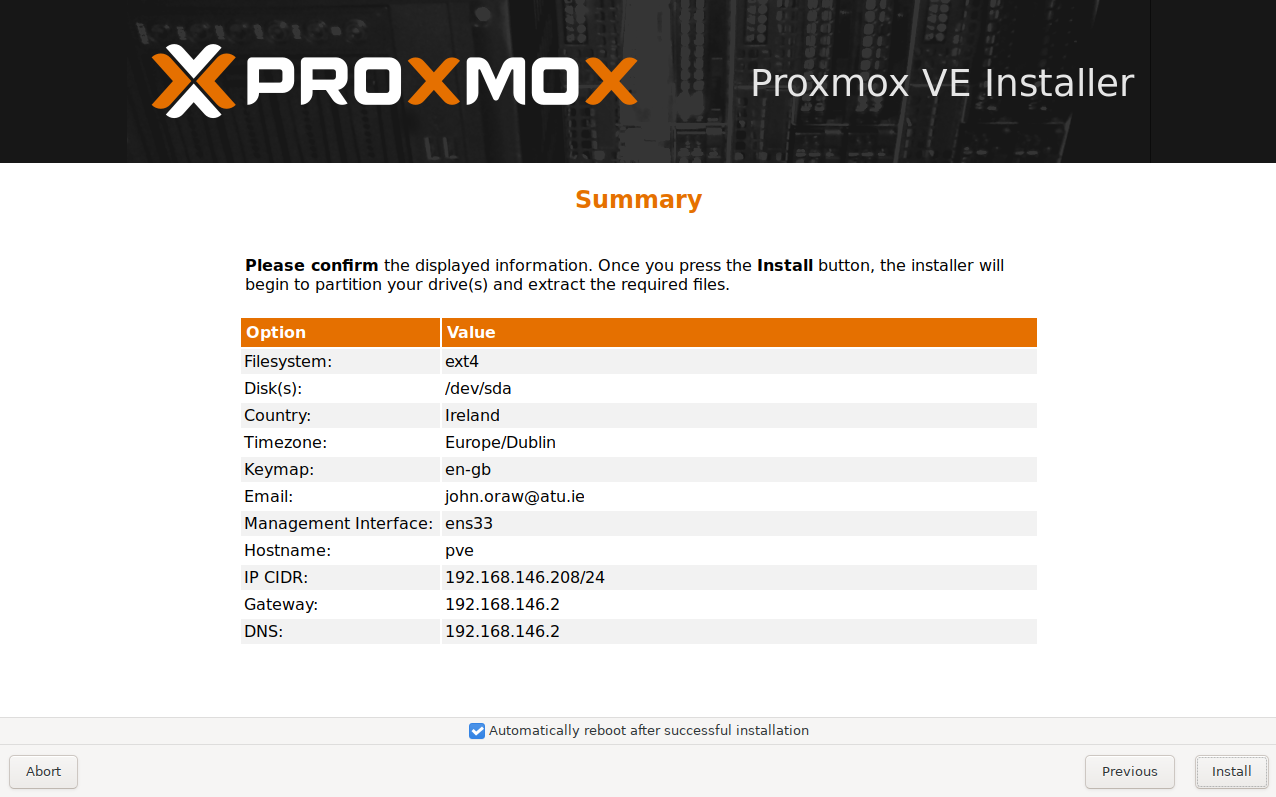 PROXMOX
Proxmox VE Installer
Summary
Please confirm the displayed information. Once you press the Install button, the installer will
begin to partition your drive(s) and extract the required files.
Option Value
Filesystem: ext4
Disk(s): /dev/sda
Country: Ireland
Timezone: Europe/Dublin
Keymap: en-gb
Email: john.oraw@atu.ie
Management Interface: ens33
Hostname: pve
IP CIDR: 192.168.146.208/24
Gateway: 192.168.146.2
DNS: 192.168.146.2
Automatically reboot after successful installation
Abort Previous Install